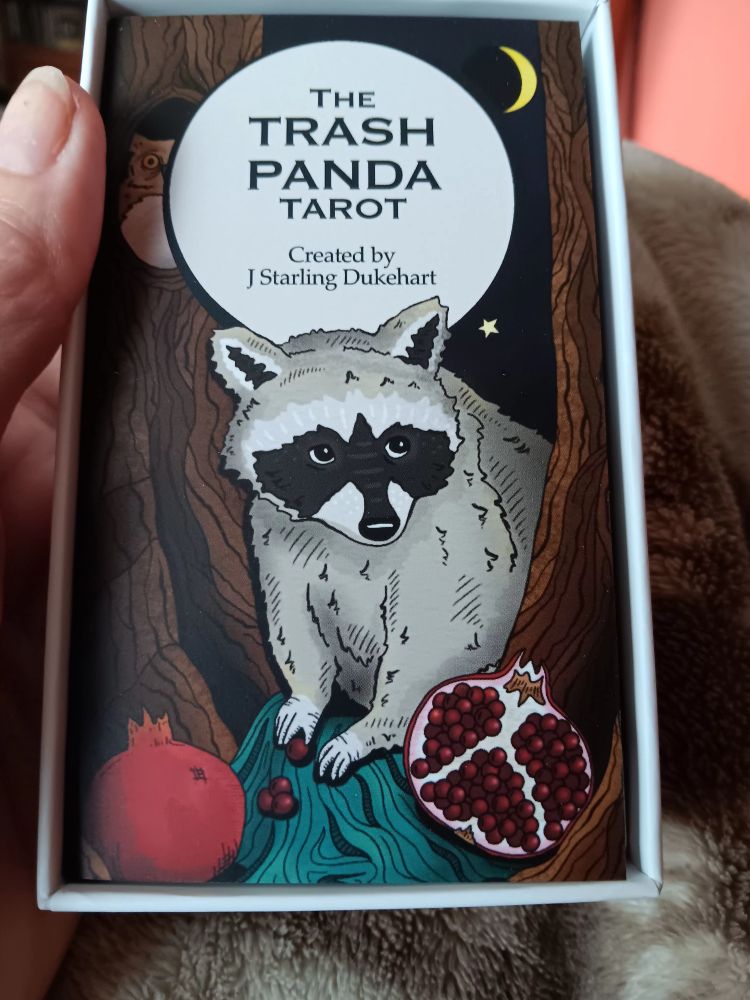 THE
TRASH
PANDA
TAROT
Created by
J Starling Dukehart